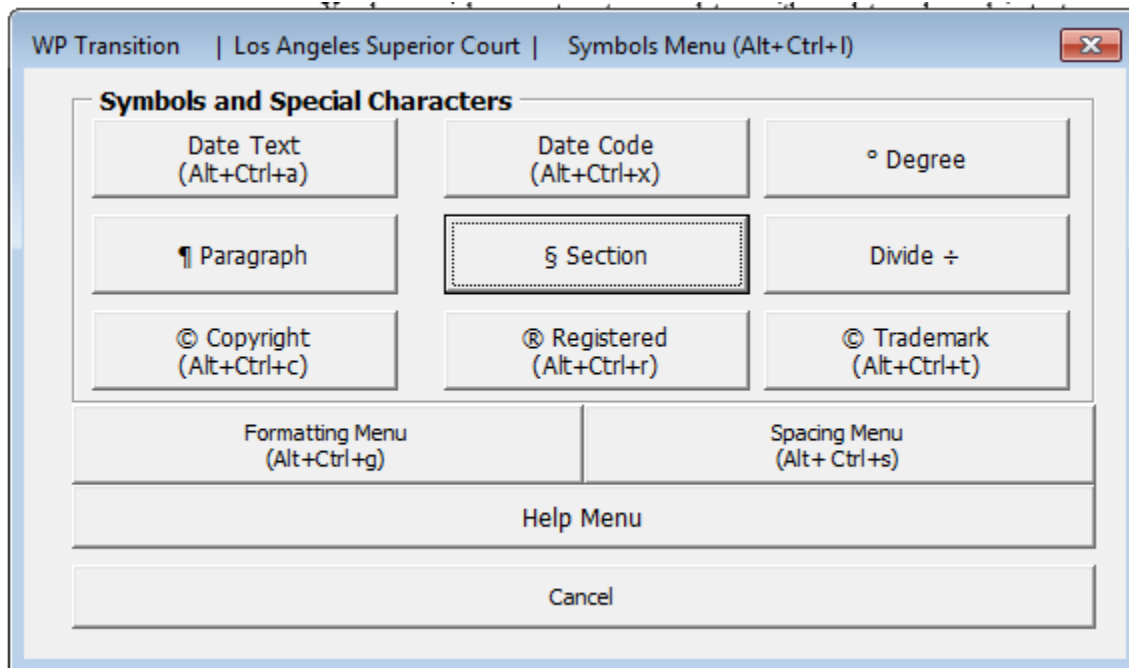 WP Transition | Los Angeles Superior Court | Symbols Menu (Alt+Ctrl+I)
Symbols and Special Characters
Date Text
(Alt+Ctrl+a)
Date Code
(Alt+Ctrl+x)
° Degree
¶ Paragraph
§ Section
Divide ÷
© Copyright
(Alt+Ctrl+c)
® Registered
(Alt+Ctrl+r)
© Trademark
(Alt+Ctrl+t)
Formatting Menu
(Alt+Ctrl+g)
Spacing Menu
(Alt+ Ctrl+s)
Help Menu
Cancel